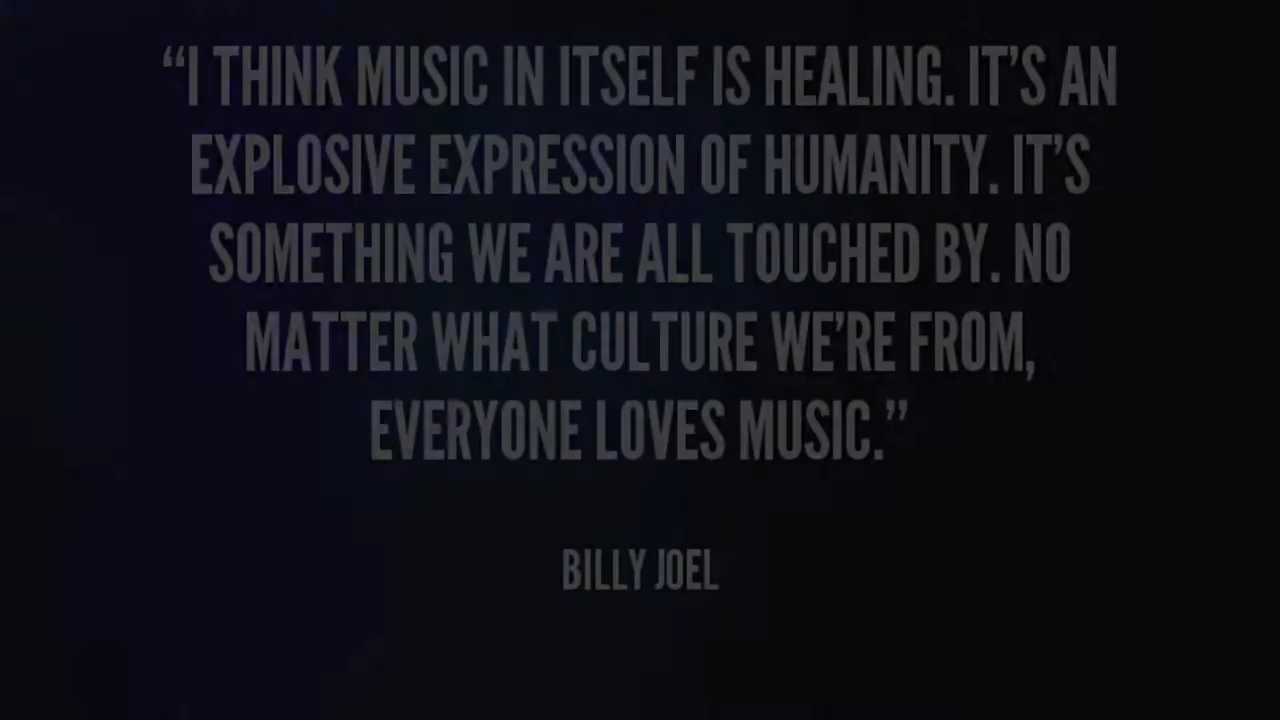 “I THINK MUSIC IN ITSELF IS HEALING. IT’S AN
EXPLOSIVE EXPRESSION OF HUMANITY. IT’S
SOMETHING WE ARE ALL TOUCHED BY. NO
MATTER WHAT CULTURE WE’RE FROM,
EVERYONE LOVES MUSIC.”
BILLY JOEL